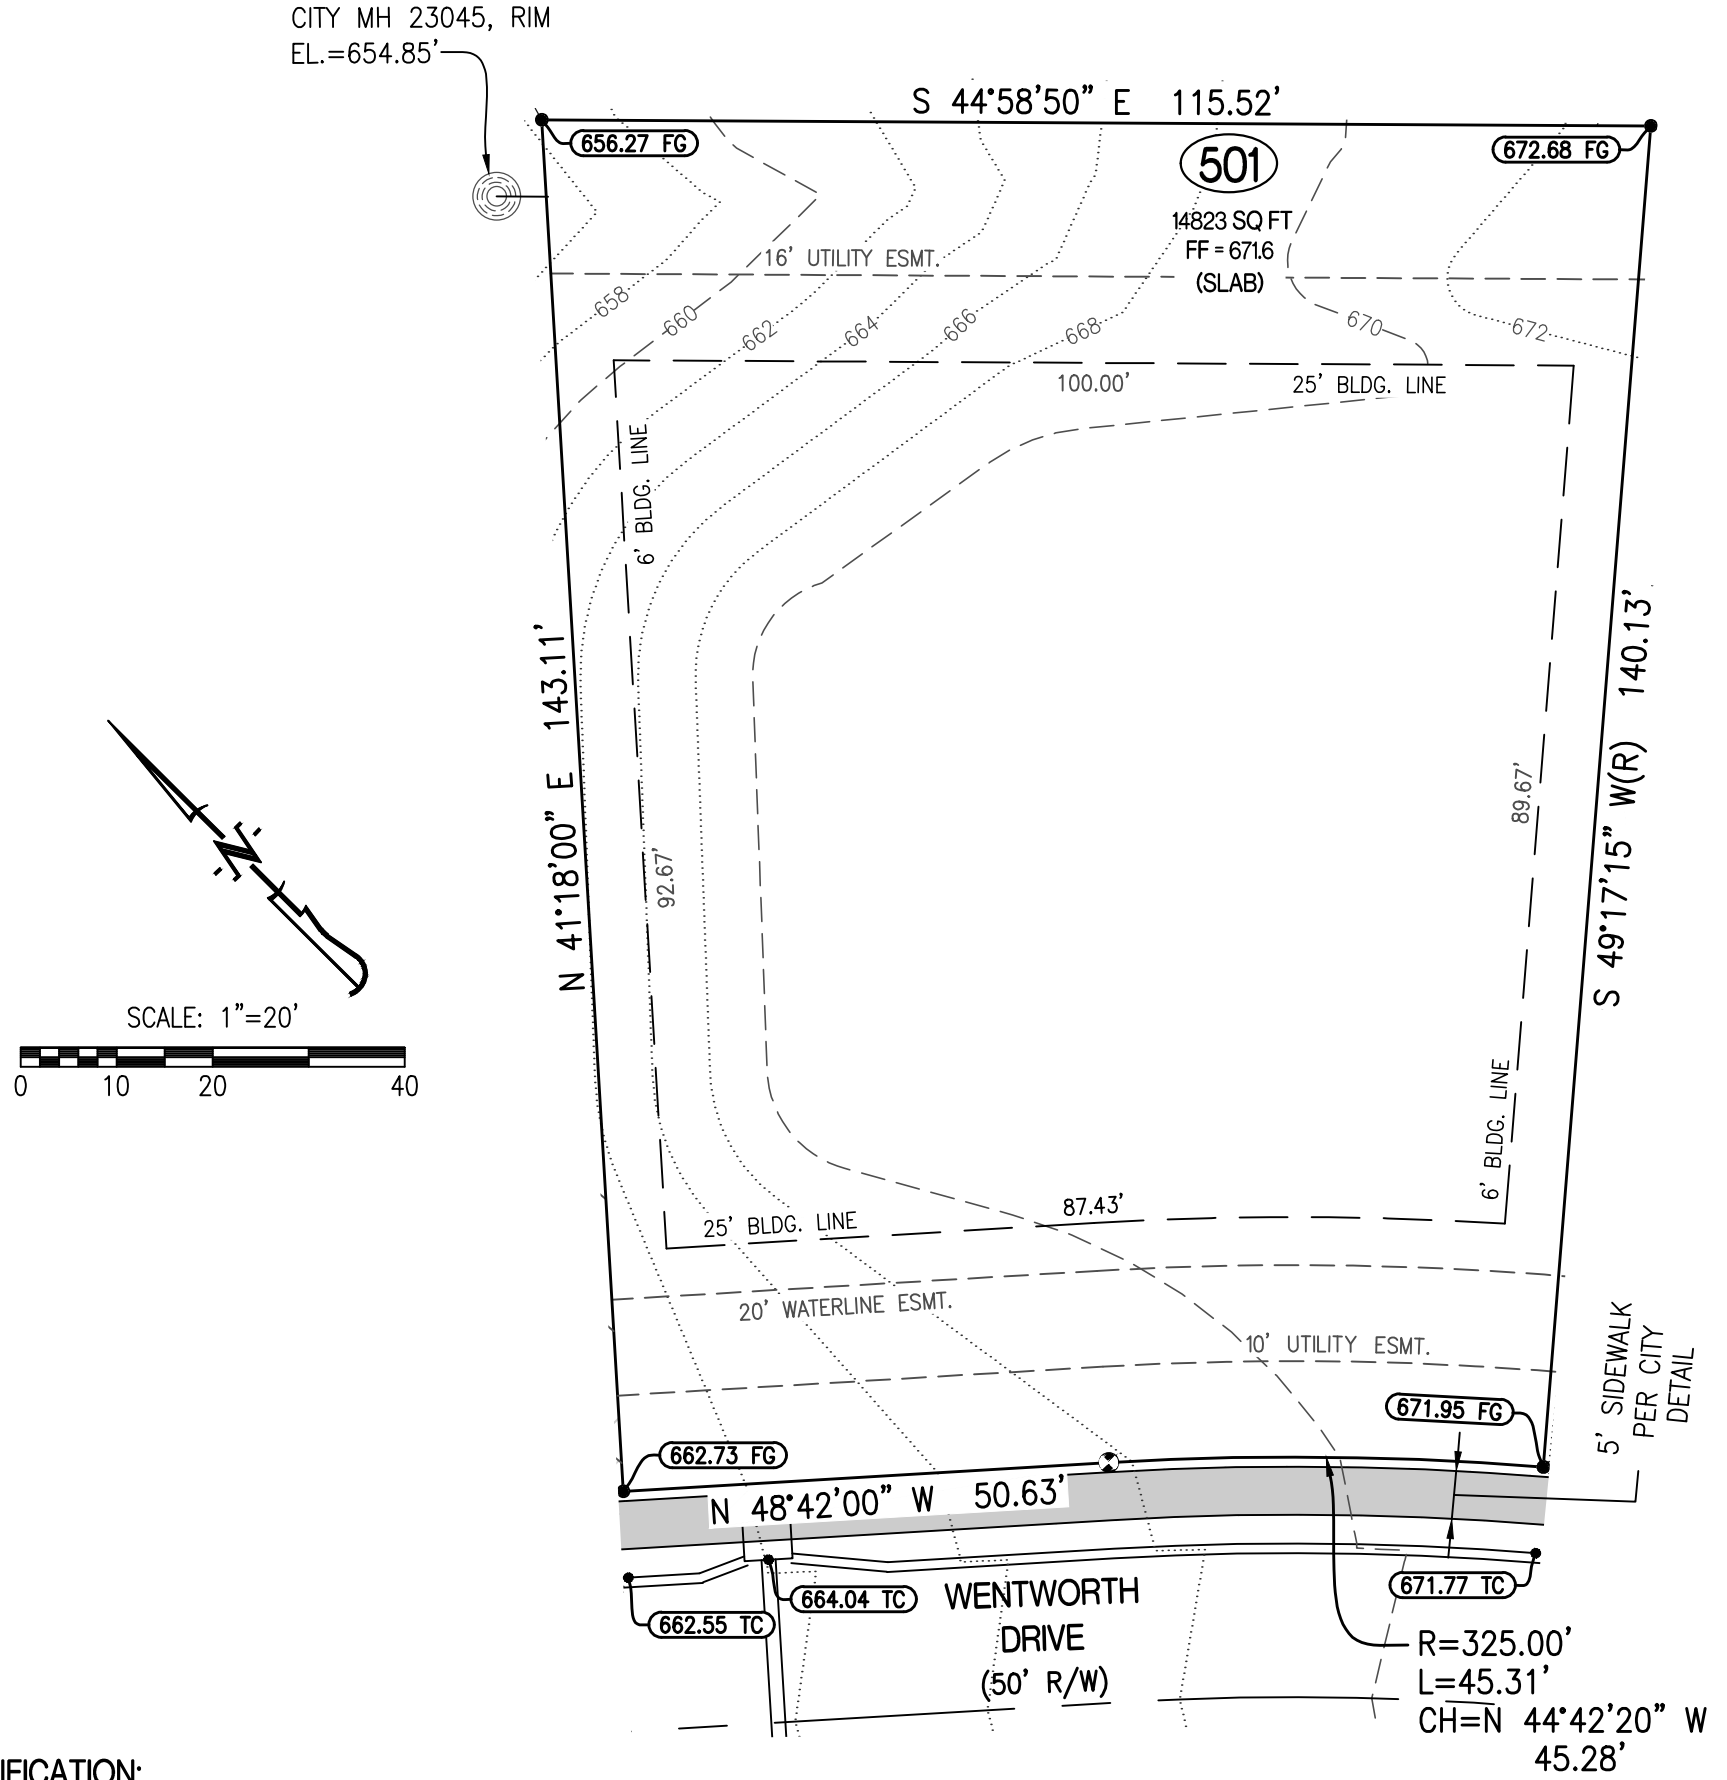 CITY MH 23045, RIM
EL.=654.85'
S 44°58'50" E 115.52'
656.27 FG
672.68 FG
501
14823 SQ FT
FF = 671.6
(SLAB)
16' UTILITY ESMT.
658
660
662
664
666
668
670
672
100.00'
25' BLDG. LINE
6' BLDG. LINE
N 41°18'00" E 143.11'
S 49°17'15" W(R) 140.13'
89.67'
92.67'
N
SCALE: 1"=20'
0 10 20 40
6' BLDG. LINE
25' BLDG. LINE
87.43'
20' WATERLINE ESMT.
10' UTILITY ESMT.
5' SIDEWALK
PER CITY
DETAIL
671.95 FG
662.73 FG
N 48°42'00" W 50.63'
664.04 TC
671.77 TC
662.55 TC
WENTWORTH
DRIVE
(50' R/W)
R=325.00'
L=45.31'
CH=N 44°42'20" W
45.28'
IFICATION: